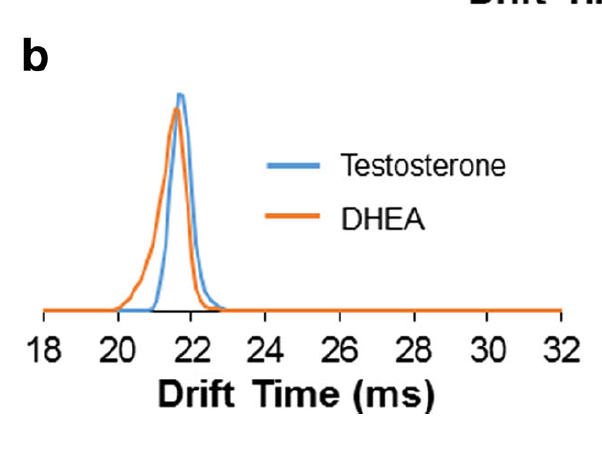 b
Testosterone
DHEA
18 20 22 24 26 28 30 32
Drift Time (ms)